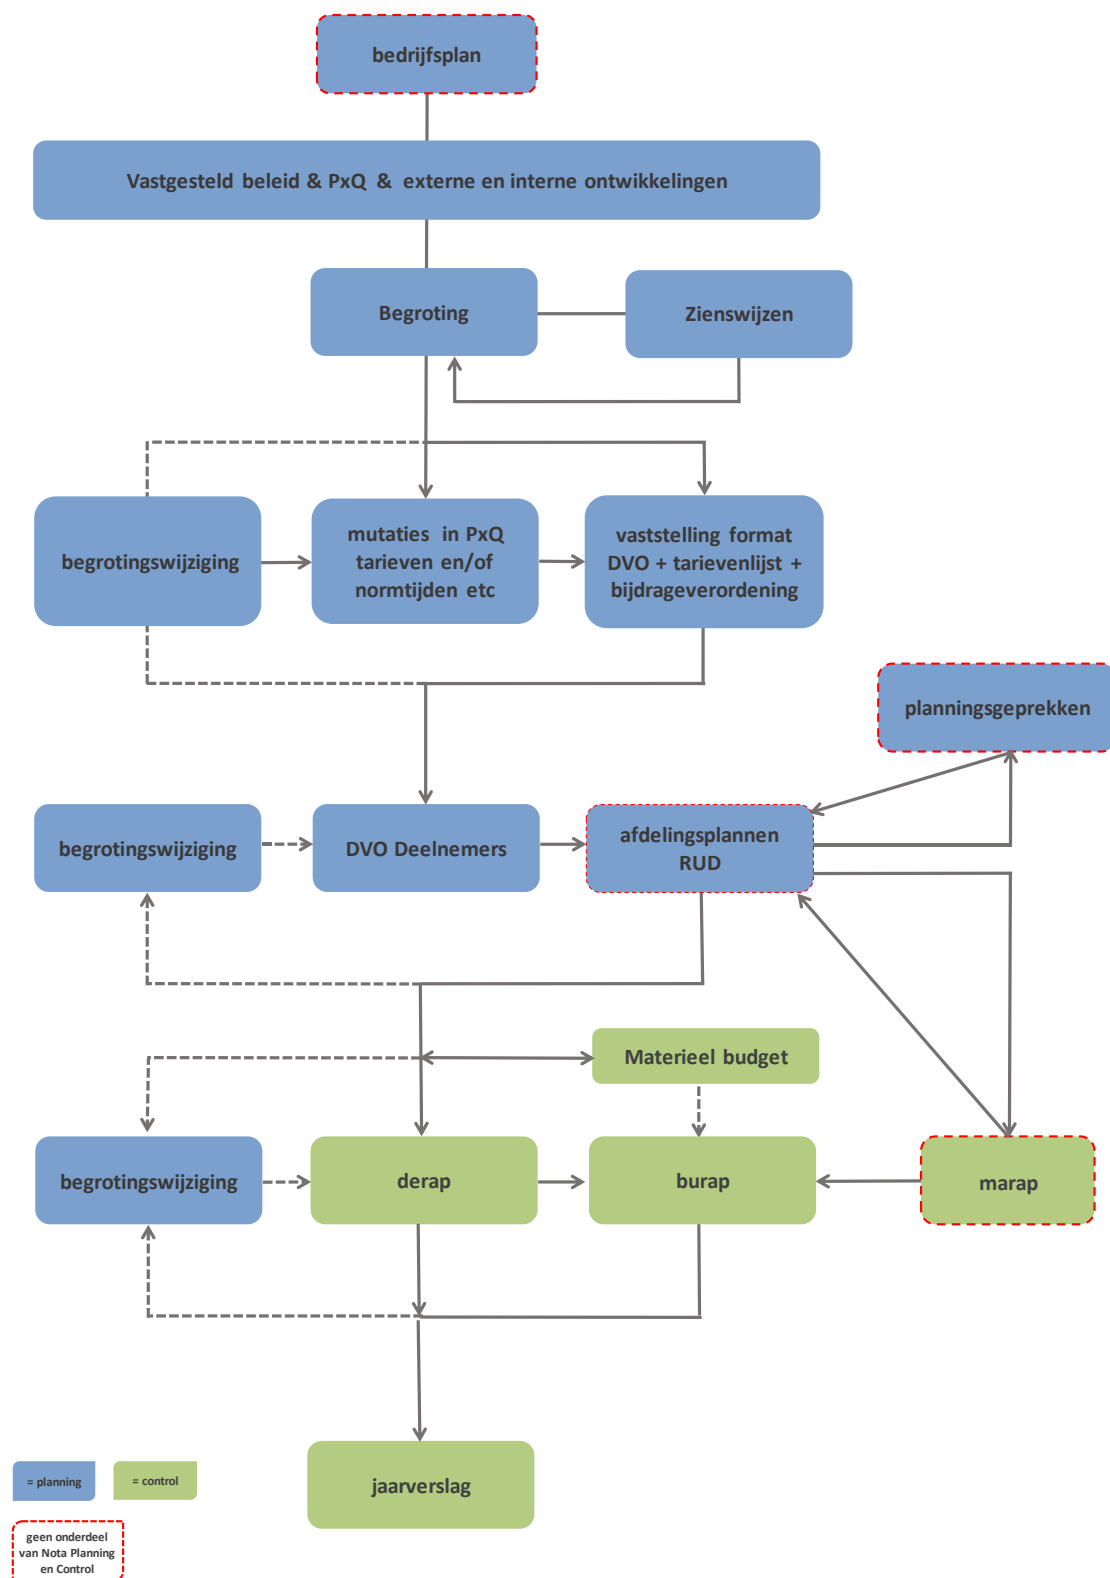 bedrijfsplan
Vastgesteld beleid & PxQ & externe en interne ontwikkelingen
Begroting
Zienswijzen
begrotingswijziging
mutaties in PxQ
tarieven en/of
normtijden etc
vaststelling format
DVO + tarievenlijst +
bijdrageverordening
planningsgeprekken
begrotingswijziging
DVO Deelnemers
afdelingsplannen
RUD
Materieel budget
begrotingswijziging
derap
burap
marap
jaarverslag
= planning
= control
geen onderdeel
van Nota Planning
en Control